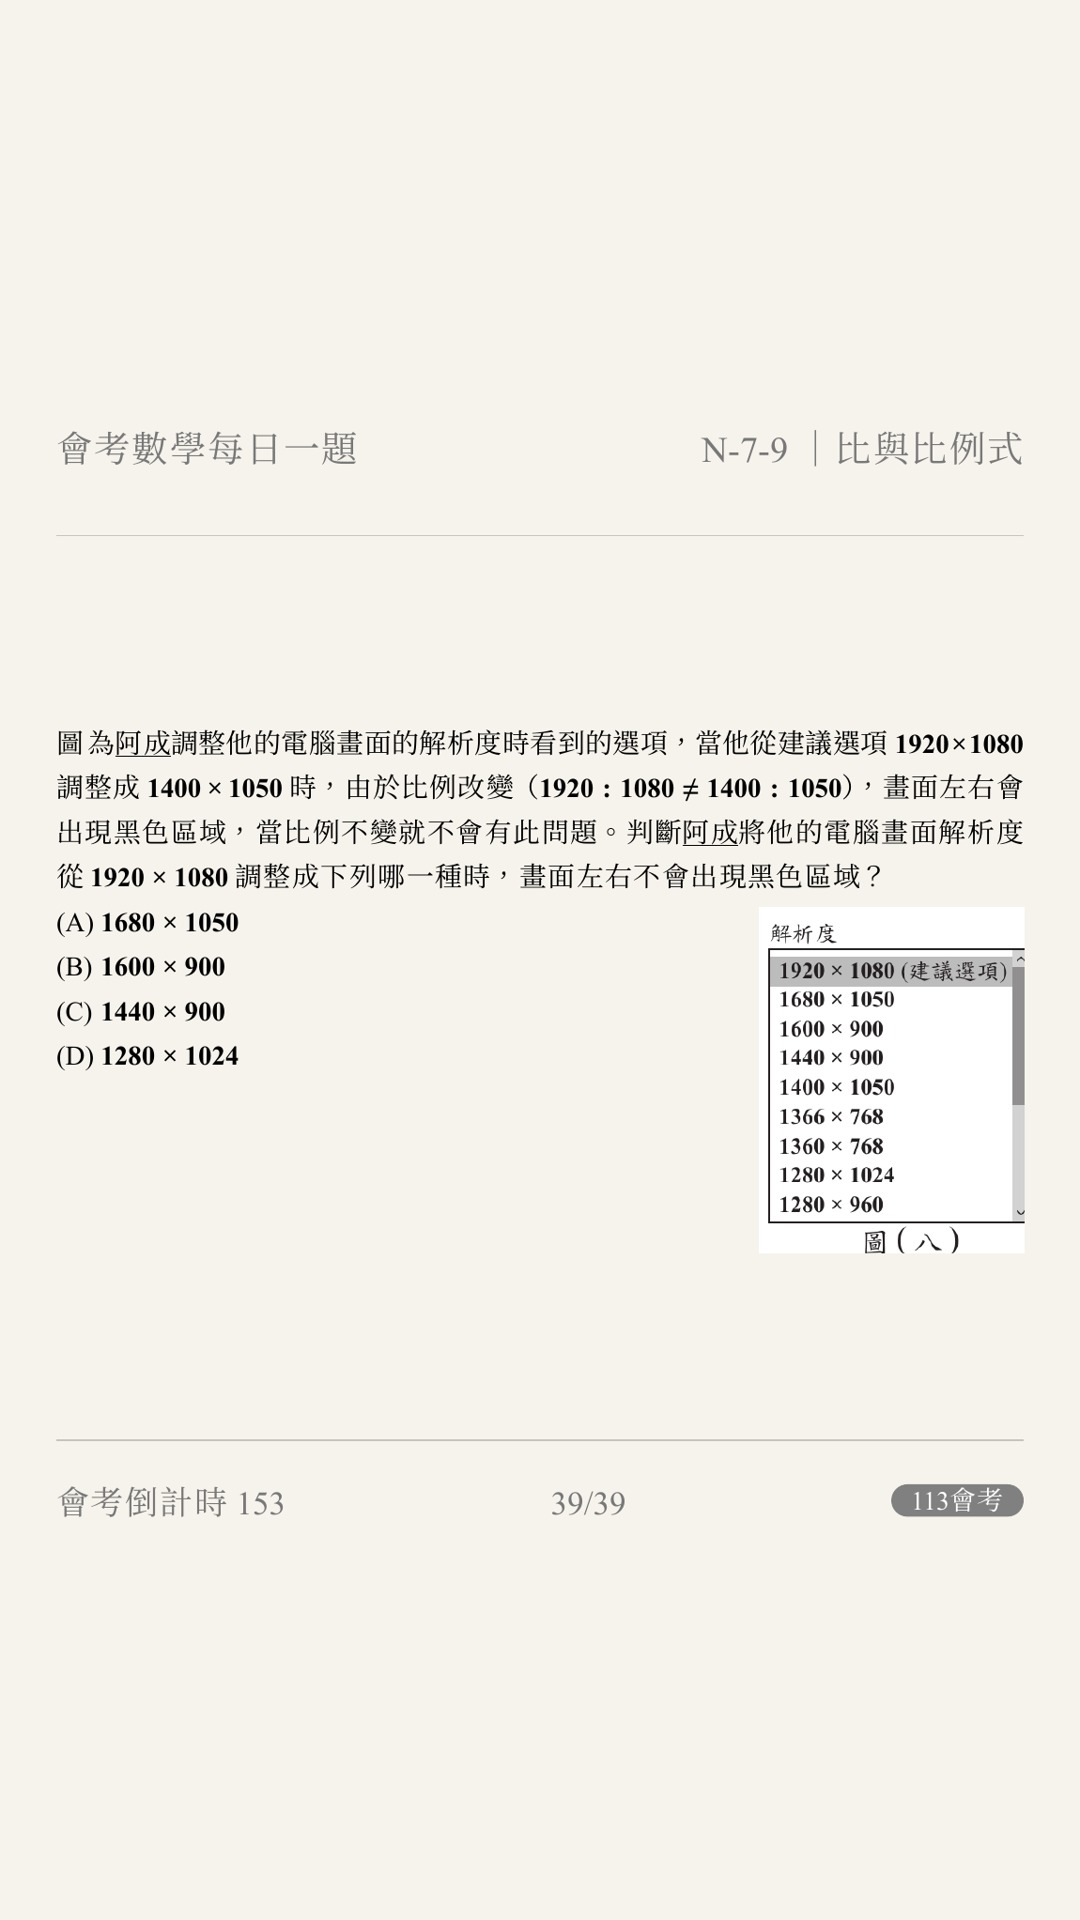 會考數學每日一題
N-7-9｜比與比例式
圖為阿成調整他的電腦畫面的解析度時看到的選項，當他從建議選項 1920×1080
調整成 1400 × 1050 時，由於比例改變（1920 : 1080 ≠ 1400 : 1050），畫面左右會
出現黑色區域，當比例不變就不會有此問題。判斷阿成將他的電腦畫面解析度
從 1920 × 1080 調整成下列哪一種時，畫面左右不會出現黑色區域？
(A) 1680 × 1050
(B) 1600 × 900
(C) 1440 × 900
(D) 1280 × 1024
解析度
1920 × 1080 (建議選項)
1680 × 1050
1600 × 900
1440 × 900
1400 × 1050
1366 × 768
1360 × 768
1280 × 1024
1280 × 960
圖(八)
會考倒計時 153
39/39
113會考